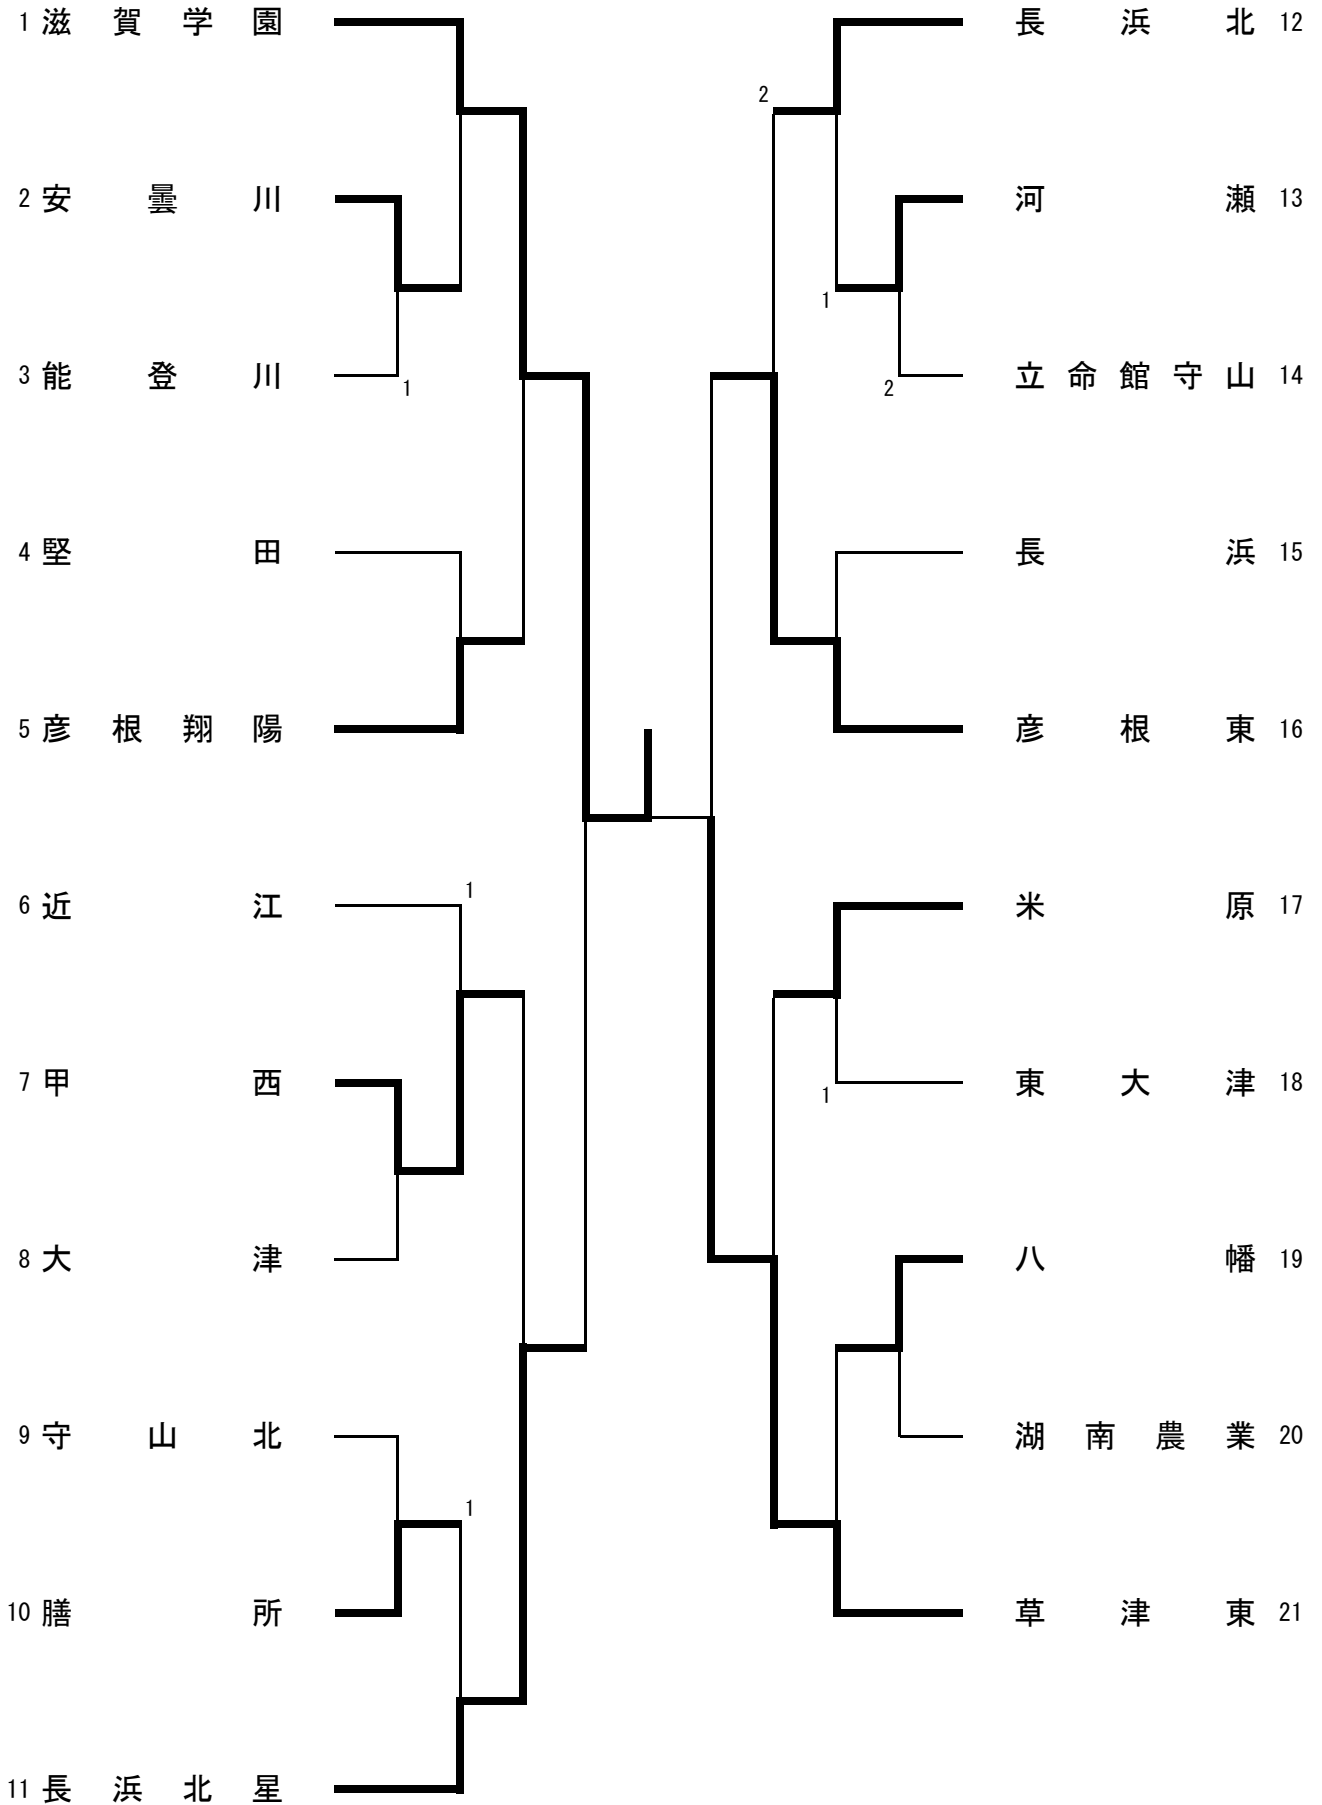 1 滋賀学園
2 安曇川
3 能登川
1
4 堅田
5 彦根翔陽
6 近江
1
7 甲西
8 大津
9 守山北
1
10 膳所
11 長浜北星
長浜北 12
2
河瀬 13
1
立命館守山 14
2
長浜 15
彦根東 16
米原 17
東大津 18
1
八幡 19
湖南農業 20
草津東 21